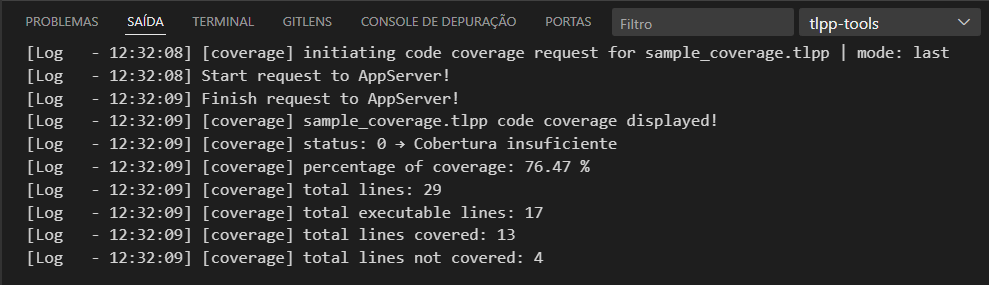 PROBLEMAS SAÍDA TERMINAL GITLENS CONSOLE DE DEPURAÇÃO PORTAS Filtro tlpp-tools
[Log - 12:32:08] [coverage] initiating code coverage request for sample_coverage.tlpp | mode: last
[Log - 12:32:08] Start request to AppServer!
[Log - 12:32:09] Finish request to AppServer!
[Log - 12:32:09] [coverage] sample_coverage.tlpp code coverage displayed!
[Log - 12:32:09] [coverage] status: 0 → Cobertura insuficiente
[Log - 12:32:09] [coverage] percentage of coverage: 76.47 %
[Log - 12:32:09] [coverage] total lines: 29
[Log - 12:32:09] [coverage] total executable lines: 17
[Log - 12:32:09] [coverage] total lines covered: 13
[Log - 12:32:09] [coverage] total lines not covered: 4